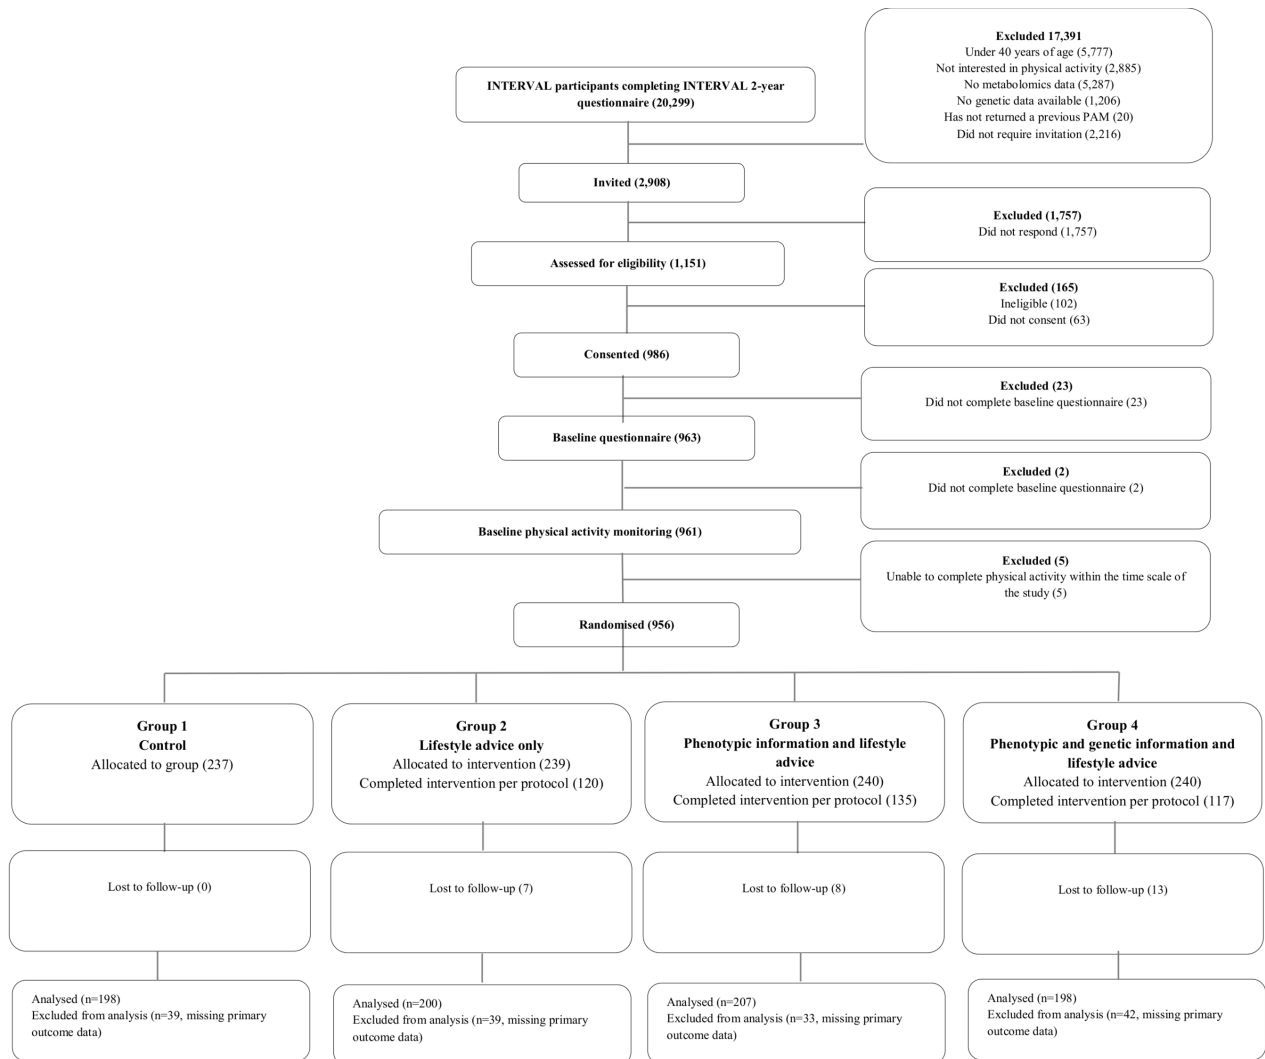 Excluded 17,391
Under 40 years of age (5,777)
Not interested in physical activity (2,885)
No metabolomics data (5,287)
No genetic data available (1,206)
Has not returned a previous PAM (20)
Did not require invitation (2,216)
INTERVAL participants completing INTERVAL 2-year
questionnaire (20,299)
Invited (2,908)
Excluded (1,757)
Did not respond (1,757)
Assessed for eligibility (1,151)
Excluded (165)
Ineligible (102)
Did not consent (63)
Consented (986)
Excluded (23)
Did not complete baseline questionnaire (23)
Baseline questionnaire (963)
Excluded (2)
Did not complete baseline questionnaire (2)
Baseline physical activity monitoring (961)
Excluded (5)
Unable to complete physical activity within the time scale of
the study (5)
Randomised (956)
Group 1
Control
Allocated to group (237)
Group 2
Lifestyle advice only
Allocated to intervention (239)
Completed intervention per protocol (120)
Group 3
Phenotypic information and lifestyle
advice
Allocated to intervention (240)
Completed intervention per protocol (135)
Group 4
Phenotypic and genetic information and
lifestyle advice
Allocated to intervention (240)
Completed intervention per protocol (117)
Lost to follow-up (0)
Lost to follow-up (7)
Lost to follow-up (8)
Lost to follow-up (13)
Analysed (n=198)
Excluded from analysis (n=39, missing primary
outcome data)
Analysed (n=200)
Excluded from analysis (n=39, missing primary
outcome data)
Analysed (n=207)
Excluded from analysis (n=33, missing primary
outcome data)
Analysed (n=198)
Excluded from analysis (n=42, missing primary
outcome data)